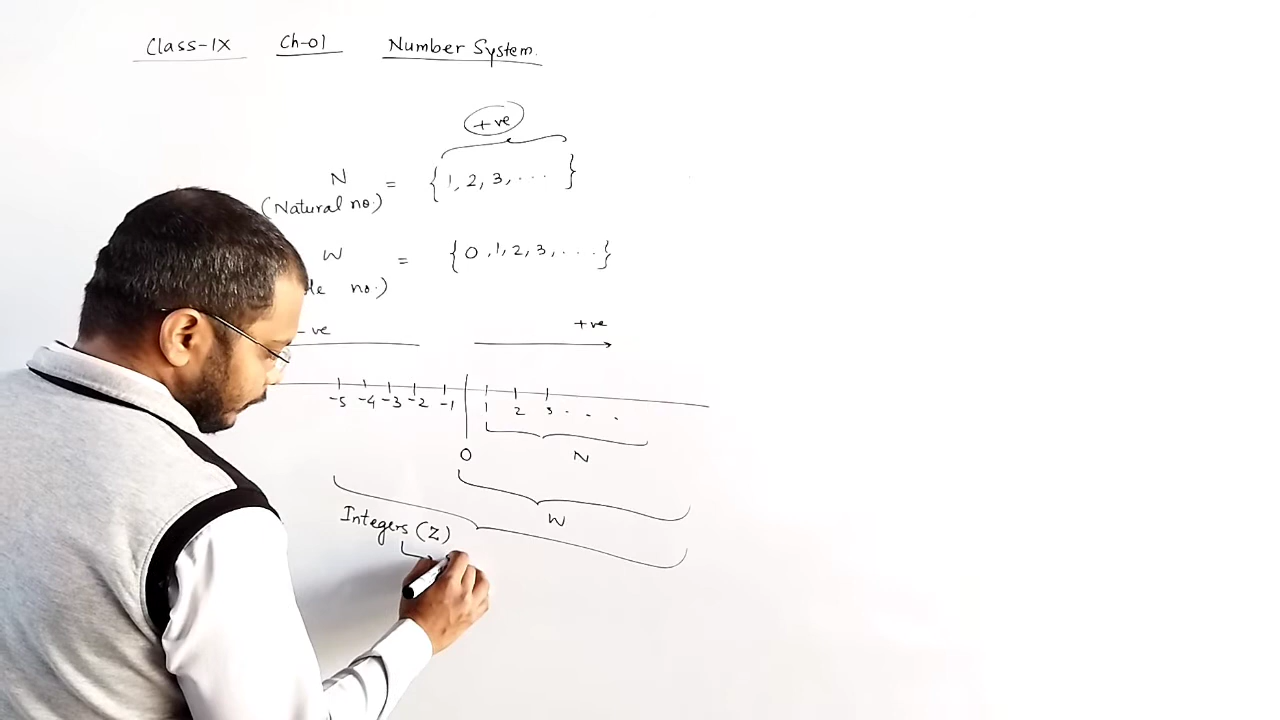 Class-IX Ch-01 Number System.
+ve
N = {1, 2, 3, ... }
(Natural no.)
W = {0, 1, 2, 3, .... }
no.)
-ve +ve
-5 -4 -3 -2 -1 1 2 3 . . .
0 N
W
Integers (Z)